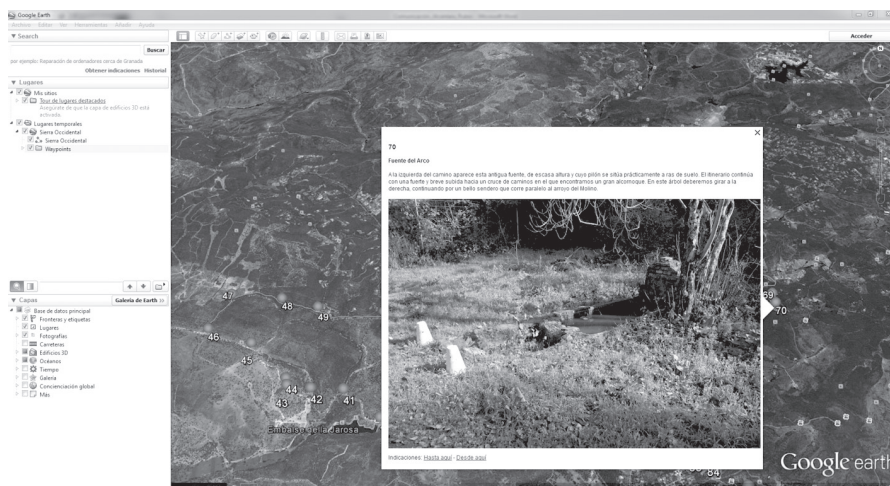 Google Earth
Archivo Editar Ver Herramientas Añadir Ayuda
Search
Buscar
por ejemplo: Reparación de ordenadores cerca de Granada
Obtener indicaciones Historial
Lugares
Mis sitios
Tour de lugares destacados
Asegúrate de que la capa de edificios 3D está
activada.
Lugares temporales
Sierra Occidental
Sierra Occidental
Waypoints
Capas
Galería de Earth >>
Base de datos principal
Fronteras y etiquetas
Lugares
Fotografías
Carreteras
Edificios 3D
Océanos
Tiempo
Galería
Concienciación global
Más
Acceder
70
Fuente del Arco
A la izquierda del camino aparece esta antigua fuente, de escasa altura y cuyo pilón se sitúa prácticamente a ras de suelo. El itinerario continúa
con una fuerte y breve subida hacia un cruce de caminos en el que encontramos un gran alcornoque. En este árbol deberemos girar a la
derecha, continuando por un bello sendero que corre paralelo al arroyo del Molino.
Indicaciones: Hasta aquí - Desde aquí
47
48
49
46
45
44
43
42
41
Embalse de la Jarosa
69
70
84
Google earth